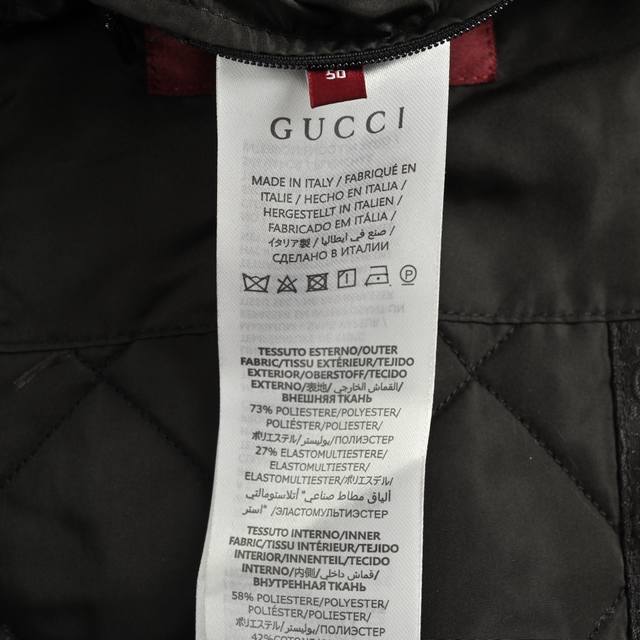 50
GUCCI
MADE IN ITALY / FABRIQUÉ EN
ITALIE / HECHO EN ITALIA /
HERGESTELLT IN ITALIEN /
FABRICADO EM ITÁLIA /
イタリア製 / صنع في ايطاليا /
СДЕЛАНО В ИТАЛИИ
TESSUTO ESTERNO/OUTER
FABRIC/TISSU EXTÉRIEUR/TEJIDO
EXTERIOR/OBERSTOFF/TECIDO
EXTERNO/表地/القماش الخارجي/
ВНЕШНЯЯ ТКАНЬ
73% POLIESTERE/POLYESTER/
POLIÉSTER/POLIESTER/
ポリエステル/بوليستر/ПОЛИЭСТЕР
27% ELASTOMULTIESTERE/
ELASTOMULTIESTER/
ELASTOMULTIESTER/ポリエステル/
ألياق مطاط صناعي "أتلاستومالتي
استر"/ЭЛАСТОМУЛЬТИЭСТЕР
TESSUTO INTERNO/INNER
FABRIC/TISSU INTÉRIEUR/TEJIDO
INTERIOR/INNENTEIL/TECIDO
INTERNO/内側/قماش داخلي/
ВНУТРЕННАЯ ТКАНЬ
58% POLIESTERE/POLYESTER/
POLIÉSTER/POLIESTER/
ポリエステル/بوليستر/ПОЛИЭСТЕР
42% COTONE/